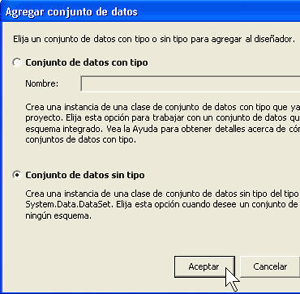 Agregar conjunto de datos
Elija un conjunto de datos con tipo o sin tipo para agregar al diseñador.
Conjunto de datos con tipo
Nombre:
Crea una instancia de una clase de conjunto de datos con tipo que ya
proyecto. Elija esta opción para trabajar con un conjunto de datos qu
esquema integrado. Vea la Ayuda para obtener detalles acerca de có
conjuntos de datos con tipo.
Conjunto de datos sin tipo
Crea una instancia de una clase de conjunto de datos sin tipo del tipo
System.Data.DataSet. Elija esta opción cuando desee un conjunto de
ningún esquema.
Aceptar Cancelar